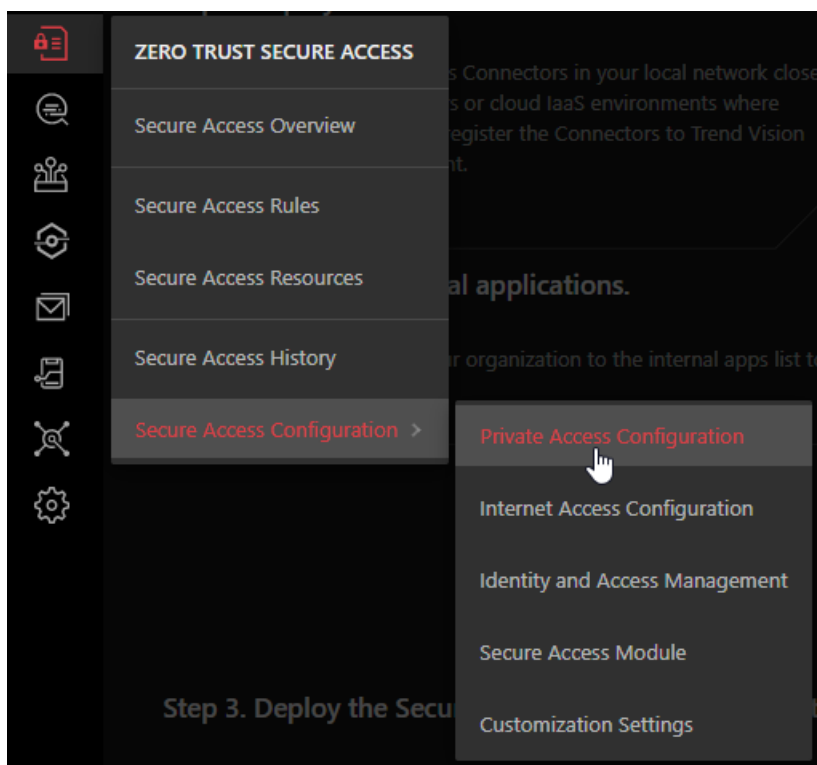 ZERO TRUST SECURE ACCESS
s Connectors in your local network close
Secure Access Overview
s or cloud IaaS environments where
register the Connectors to Trend Vision
nt.
Secure Access Rules
Secure Access Resources
al applications.
Secure Access History
ur organization to the internal apps list t
Secure Access Configuration >
Private Access Configuration
Internet Access Configuration
Identity and Access Management
Secure Access Module
Step 3. Deploy the Secu
Customization Settings